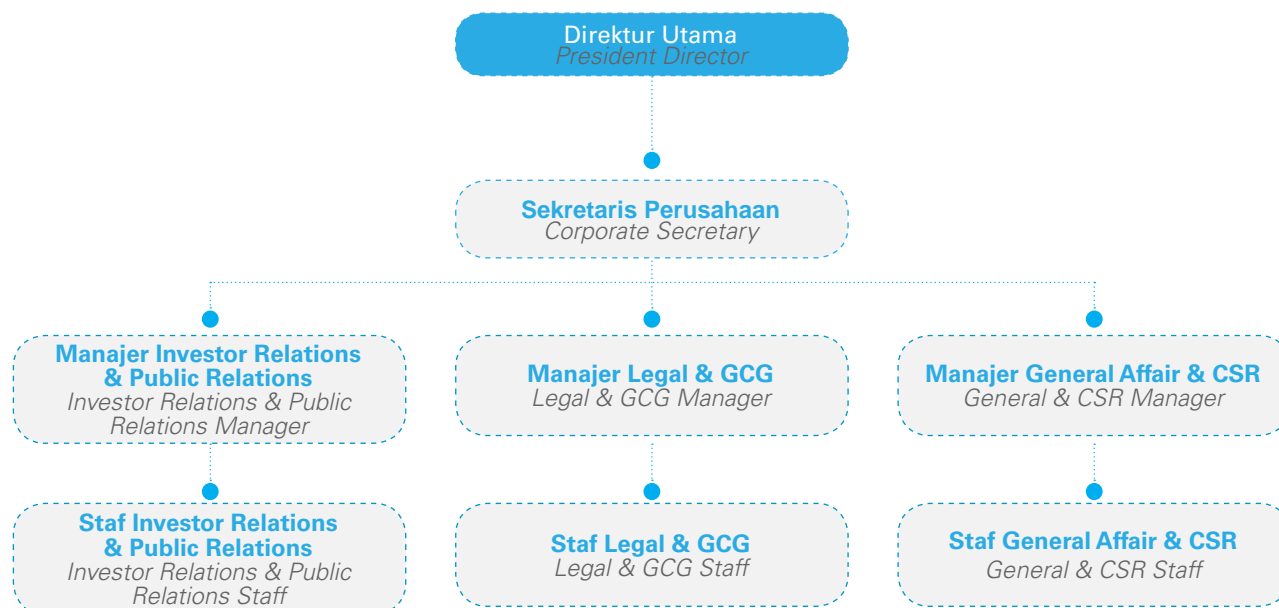 Direktur Utama
President Director
Sekretaris Perusahaan
Corporate Secretary
Manajer Investor Relations
& Public Relations
Investor Relations & Public
Relations Manager
Manajer Legal & GCG
Legal & GCG Manager
Manajer General Affair & CSR
General & CSR Manager
Staf Investor Relations
& Public Relations
Investor Relations & Public
Relations Staff
Staf Legal & GCG
Legal & GCG Staff
Staf General Affair & CSR
General & CSR Staff